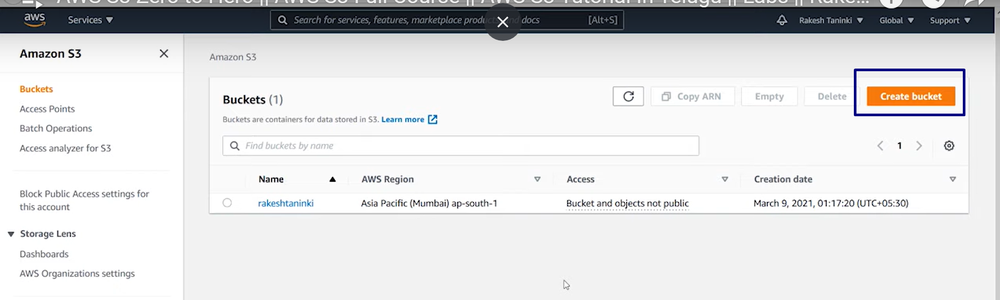 AWS S3 Zero to Hero || AWS S3 Full Course || AWS S3 Tutorial in Telugu || Labs || Rake...
aws
Services ▼
Search for services, features, marketplace products and docs
[Alt+S]
Rakesh Taninki ▼
Global ▼
Support ▼
Amazon S3
Buckets
Access Points
Batch Operations
Access analyzer for S3
Block Public Access settings for
this account
Storage Lens
Dashboards
AWS Organizations settings
Amazon S3
Buckets (1)
Copy ARN
Empty
Delete
Create bucket
Buckets are containers for data stored in S3. Learn more
Find buckets by name
1
Name AWS Region Access Creation date
rakeshtaninki Asia Pacific (Mumbai) ap-south-1 Bucket and objects not public March 9, 2021, 01:17:20 (UTC+05:30)